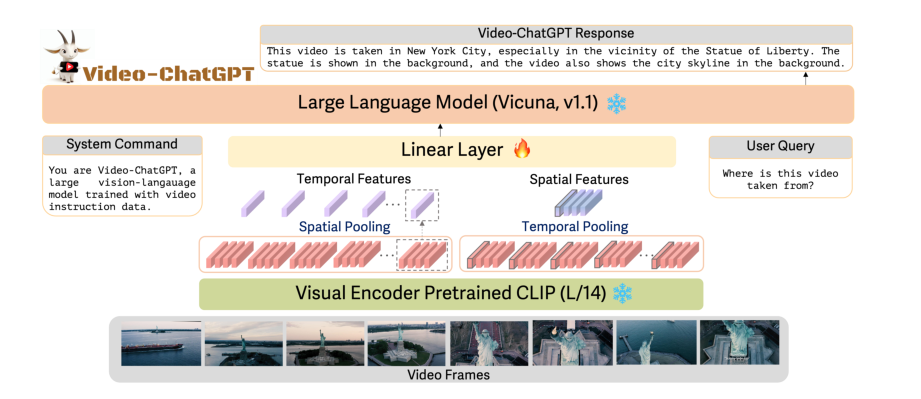 Video-ChatGPT Response
This video is taken in New York City, especially in the vicinity of the Statue of Liberty. The
statue is shown in the background, and the video also shows the city skyline in the background.
Video-ChatGPT
Large Language Model (Vicuna, v1.1)
System Command
You are Video-ChatGPT, a
large vision-langauage
model trained with video
instruction data.
Linear Layer
User Query
Where is this video
taken from?
Temporal Features
Spatial Features
...
Spatial Pooling
Temporal Pooling
...
...
Visual Encoder Pretrained CLIP (L/14)
Video Frames